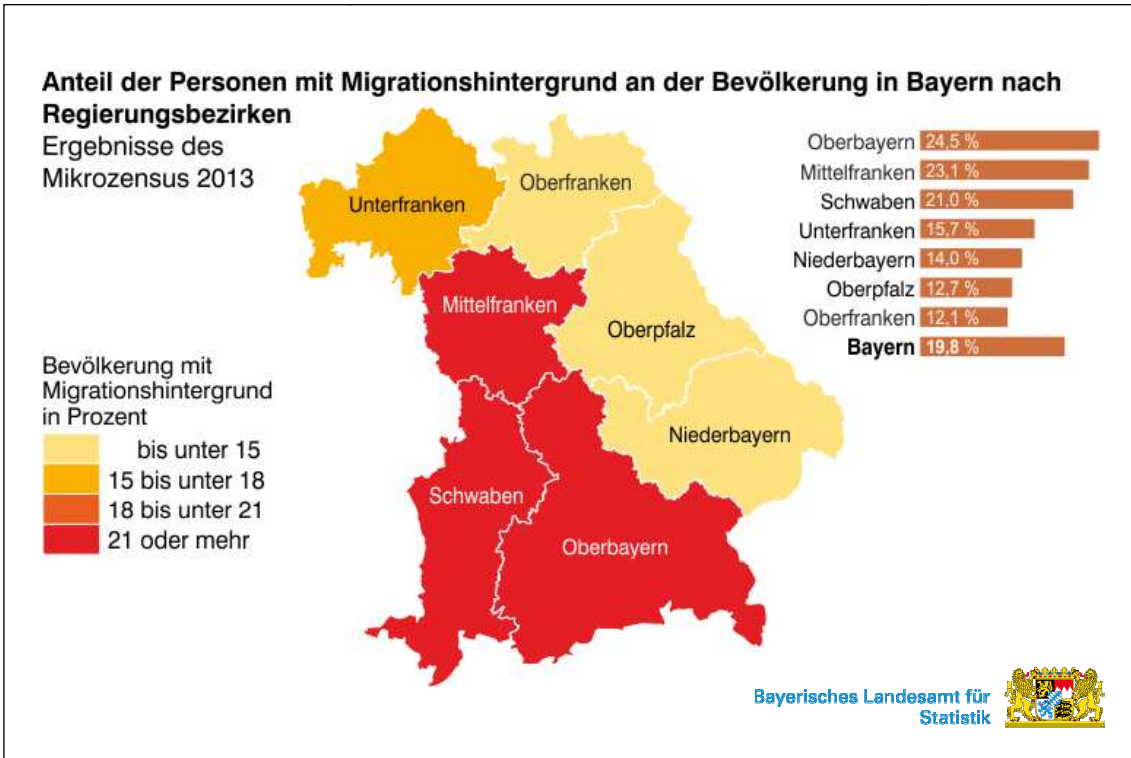 Anteil der Personen mit Migrationshintergrund an der Bevölkerung in Bayern nach
Regierungsbezirken
Ergebnisse des
Mikrozensus 2013
Oberbayern 24,5 %
Mittelfranken 23,1 %
Schwaben 21,0 %
Unterfranken 15,7 %
Niederbayern 14,0 %
Oberpfalz 12,7 %
Oberfranken 12,1 %
Bayern 19,8 %
Oberfranken
Unterfranken
Mittelfranken
Oberpfalz
Niederbayern
Schwaben
Oberbayern
Bevölkerung mit
Migrationshintergrund
in Prozent
bis unter 15
15 bis unter 18
18 bis unter 21
21 oder mehr
Bayerisches Landesamt für
Statistik